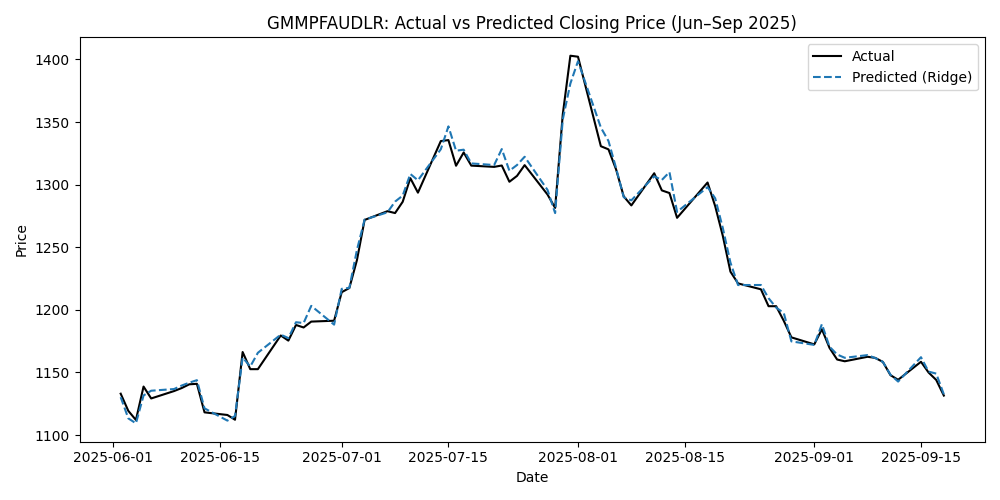 GMMPFAUDLR: Actual vs Predicted Closing Price (Jun–Sep 2025)
Actual
Predicted (Ridge)
Price
1400
1350
1300
1250
1200
1150
1100
2025-06-01 2025-06-15 2025-07-01 2025-07-15 2025-08-01 2025-08-15 2025-09-01 2025-09-15
Date